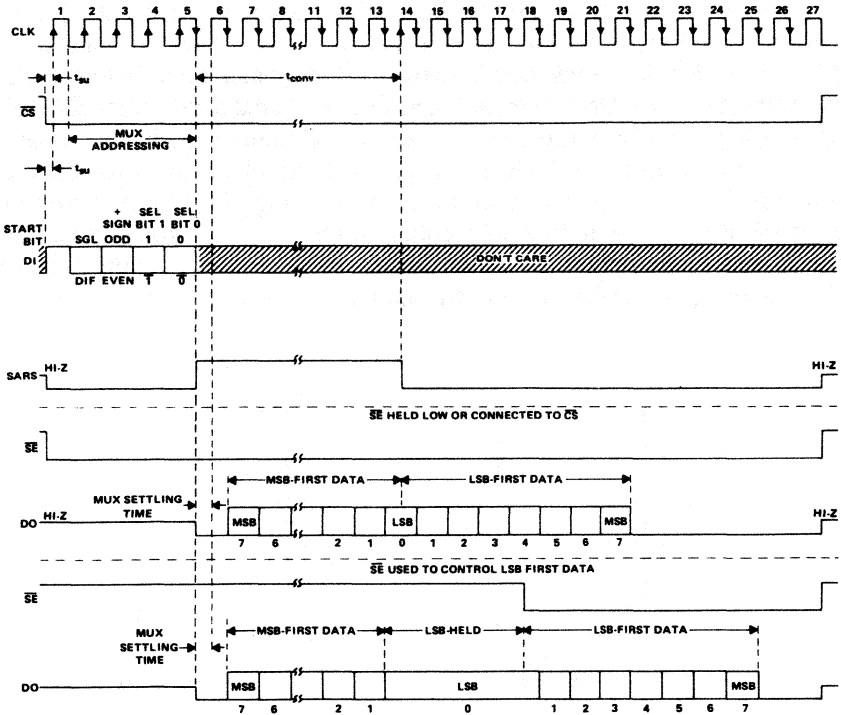 1 2 3 4 5 6 7 8 11 12 13 14 15 16 17 18 19 20 21 22 23 24 25 26 27
CLK
tsu
tconv
CS
MUX
ADDRESSING
tsu
+ SEL SEL
SIGN BIT 1 BIT 0
START
BIT
SGL ODD 1 0
DI
DON'T CARE
DIF EVEN 1 0
HI-Z
HI-Z
SARS
SE HELD LOW OR CONNECTED TO CS
SE
MSB-FIRST DATA
LSB-FIRST DATA
MUX SETTLING
TIME
HI-Z
HI-Z
DO
MSB LSB MSB
7 6 2 1 0 1 2 3 4 5 6 7
SE USED TO CONTROL LSB FIRST DATA
SE
MUX
SETTLING
TIME
MSB-FIRST DATA
LSB-HELD
LSB-FIRST DATA
DO
MSB LSB MSB
7 6 2 1 0 1 2 3 4 5 6 7